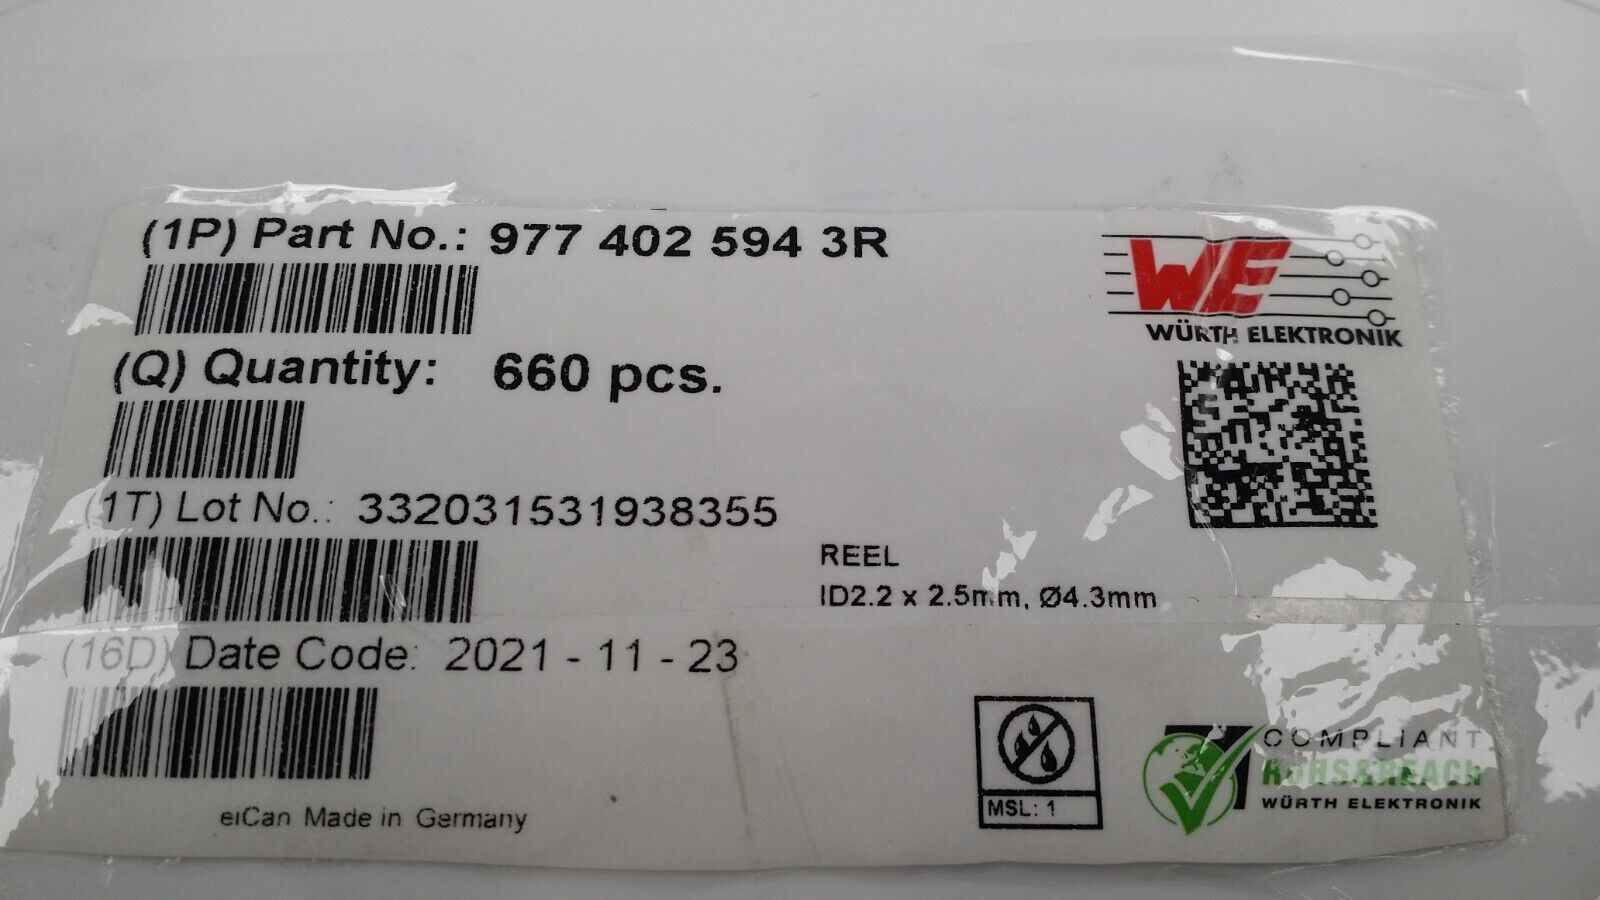 (1P) Part No.: 977 402 594 3R
WE
WÜRTH ELEKTRONIK
(Q) Quantity: 660 pcs.
(1T) Lot No.: 332031531938355
REEL
ID2.2 x 2.5mm, Ø4.3mm
(16D) Date Code: 2021 - 11 - 23
MSL: 1
COMPLIANT
RoHS&REACh
WÜRTH ELEKTRONIK
eiCan Made in Germany